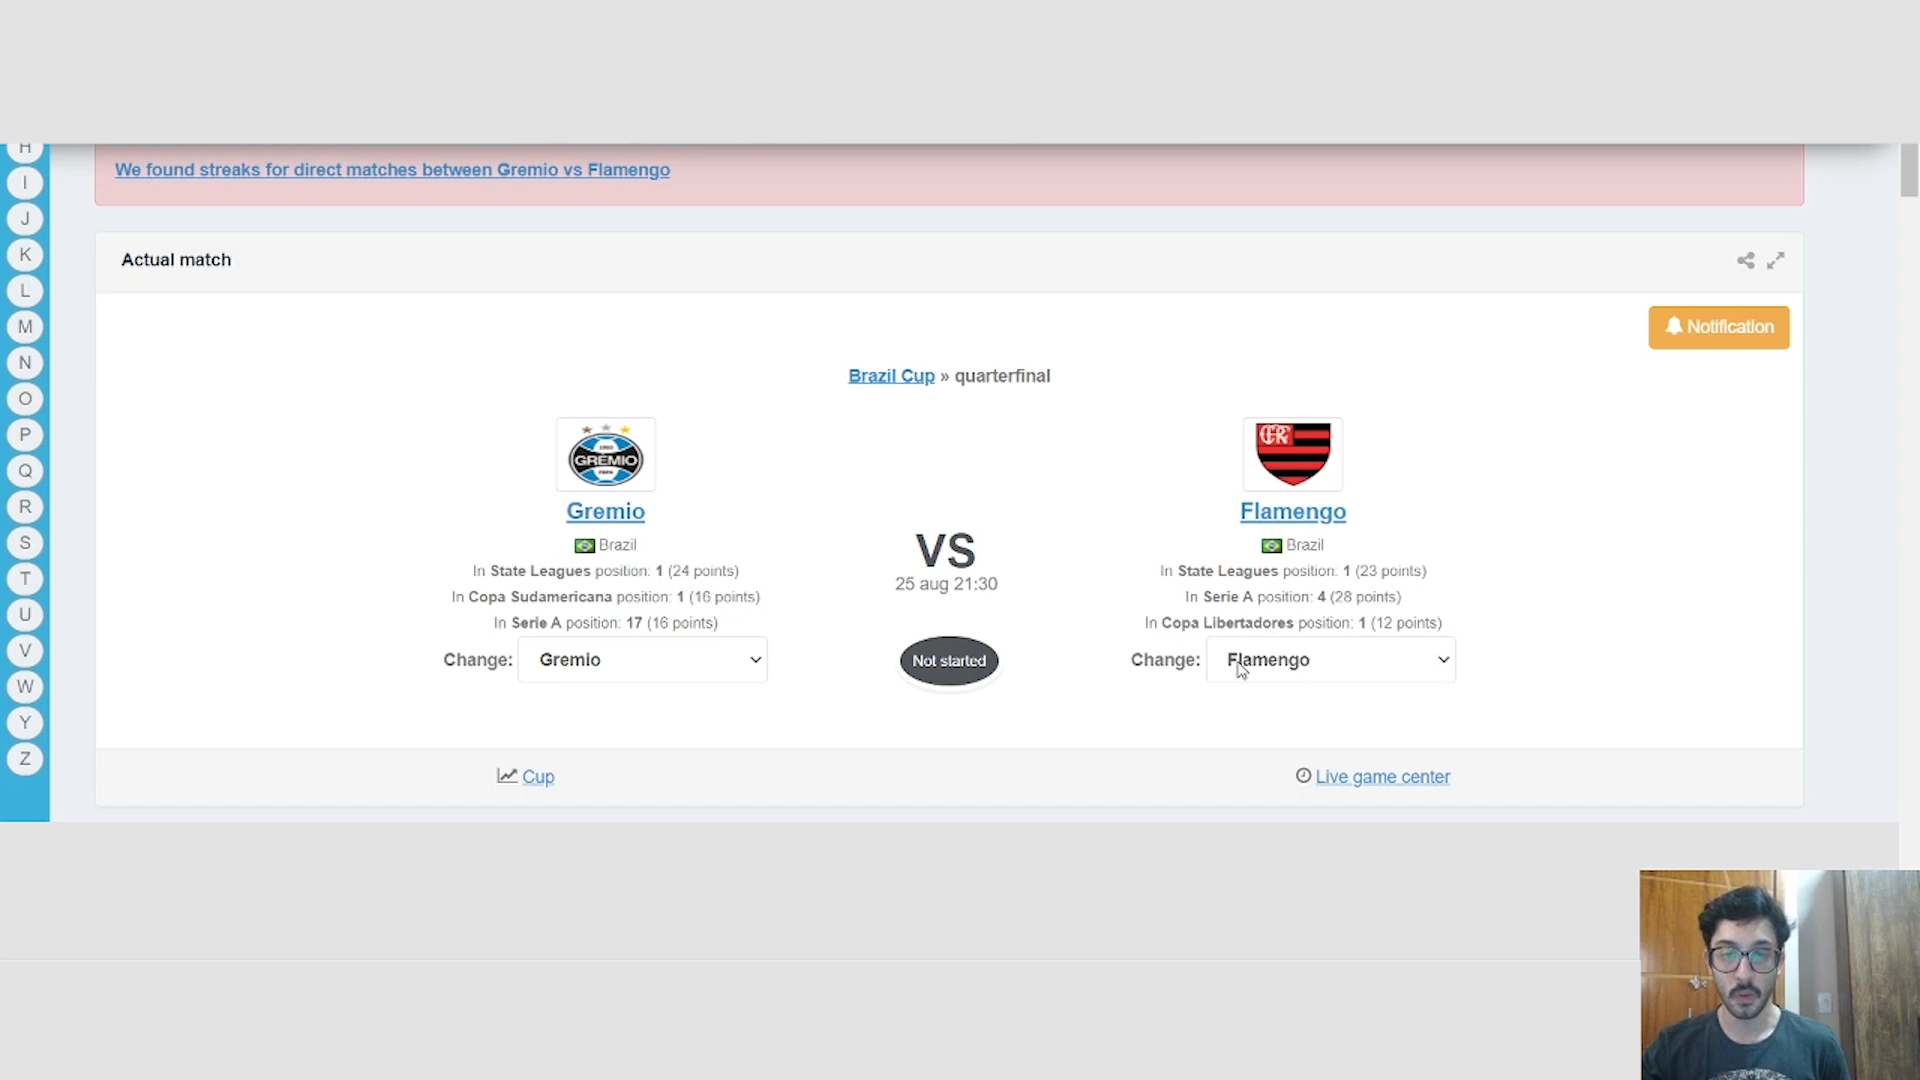 H
I
J
K
L
M
N
O
P
Q
R
S
T
U
V
W
Y
Z
We found streaks for direct matches between Gremio vs Flamengo
Actual match
Notification
Brazil Cup » quarterfinal
GRÊMIO
Gremio
Brazil
In State Leagues position: 1 (24 points)
In Copa Sudamericana position: 1 (16 points)
In Serie A position: 17 (16 points)
Change: Gremio
VS
25 aug 21:30
Not started
CR
Flamengo
Brazil
In State Leagues position: 1 (23 points)
In Serie A position: 4 (28 points)
In Copa Libertadores position: 1 (12 points)
Change: Flamengo
Cup
Live game center